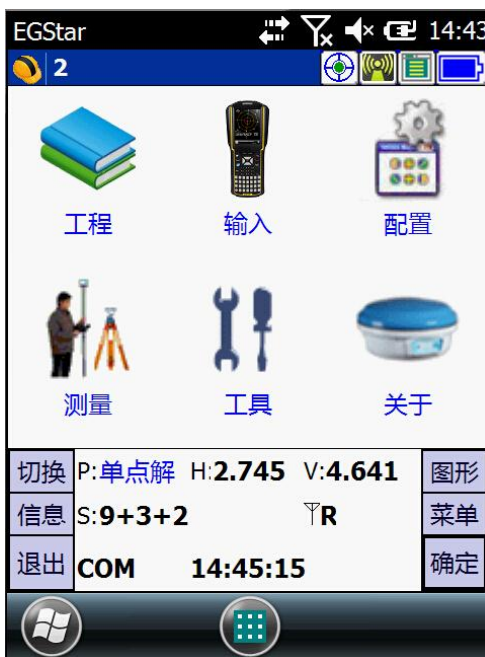 EGStar 14:43
2
工程 输入 配置
测量 工具 关于
切换 P:单点解 H:2.745 V:4.641 图形
信息 S:9+3+2 R 菜单
退出 COM 14:45:15 确定